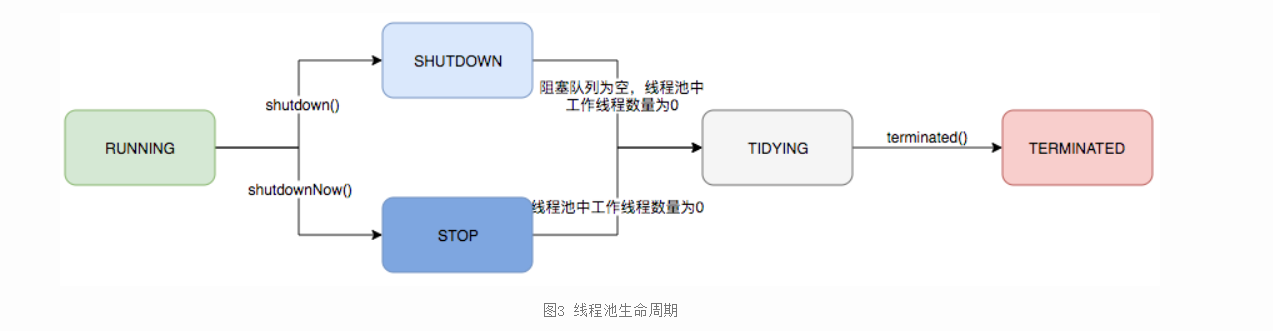 SHUTDOWN
shutdown()
阻塞队列为空，线程池中
工作线程数量为0
RUNNING
TIDYING
terminated()
TERMINATED
shutdownNow()
线程池中工作线程数量为0
STOP
图3 线程池生命周期